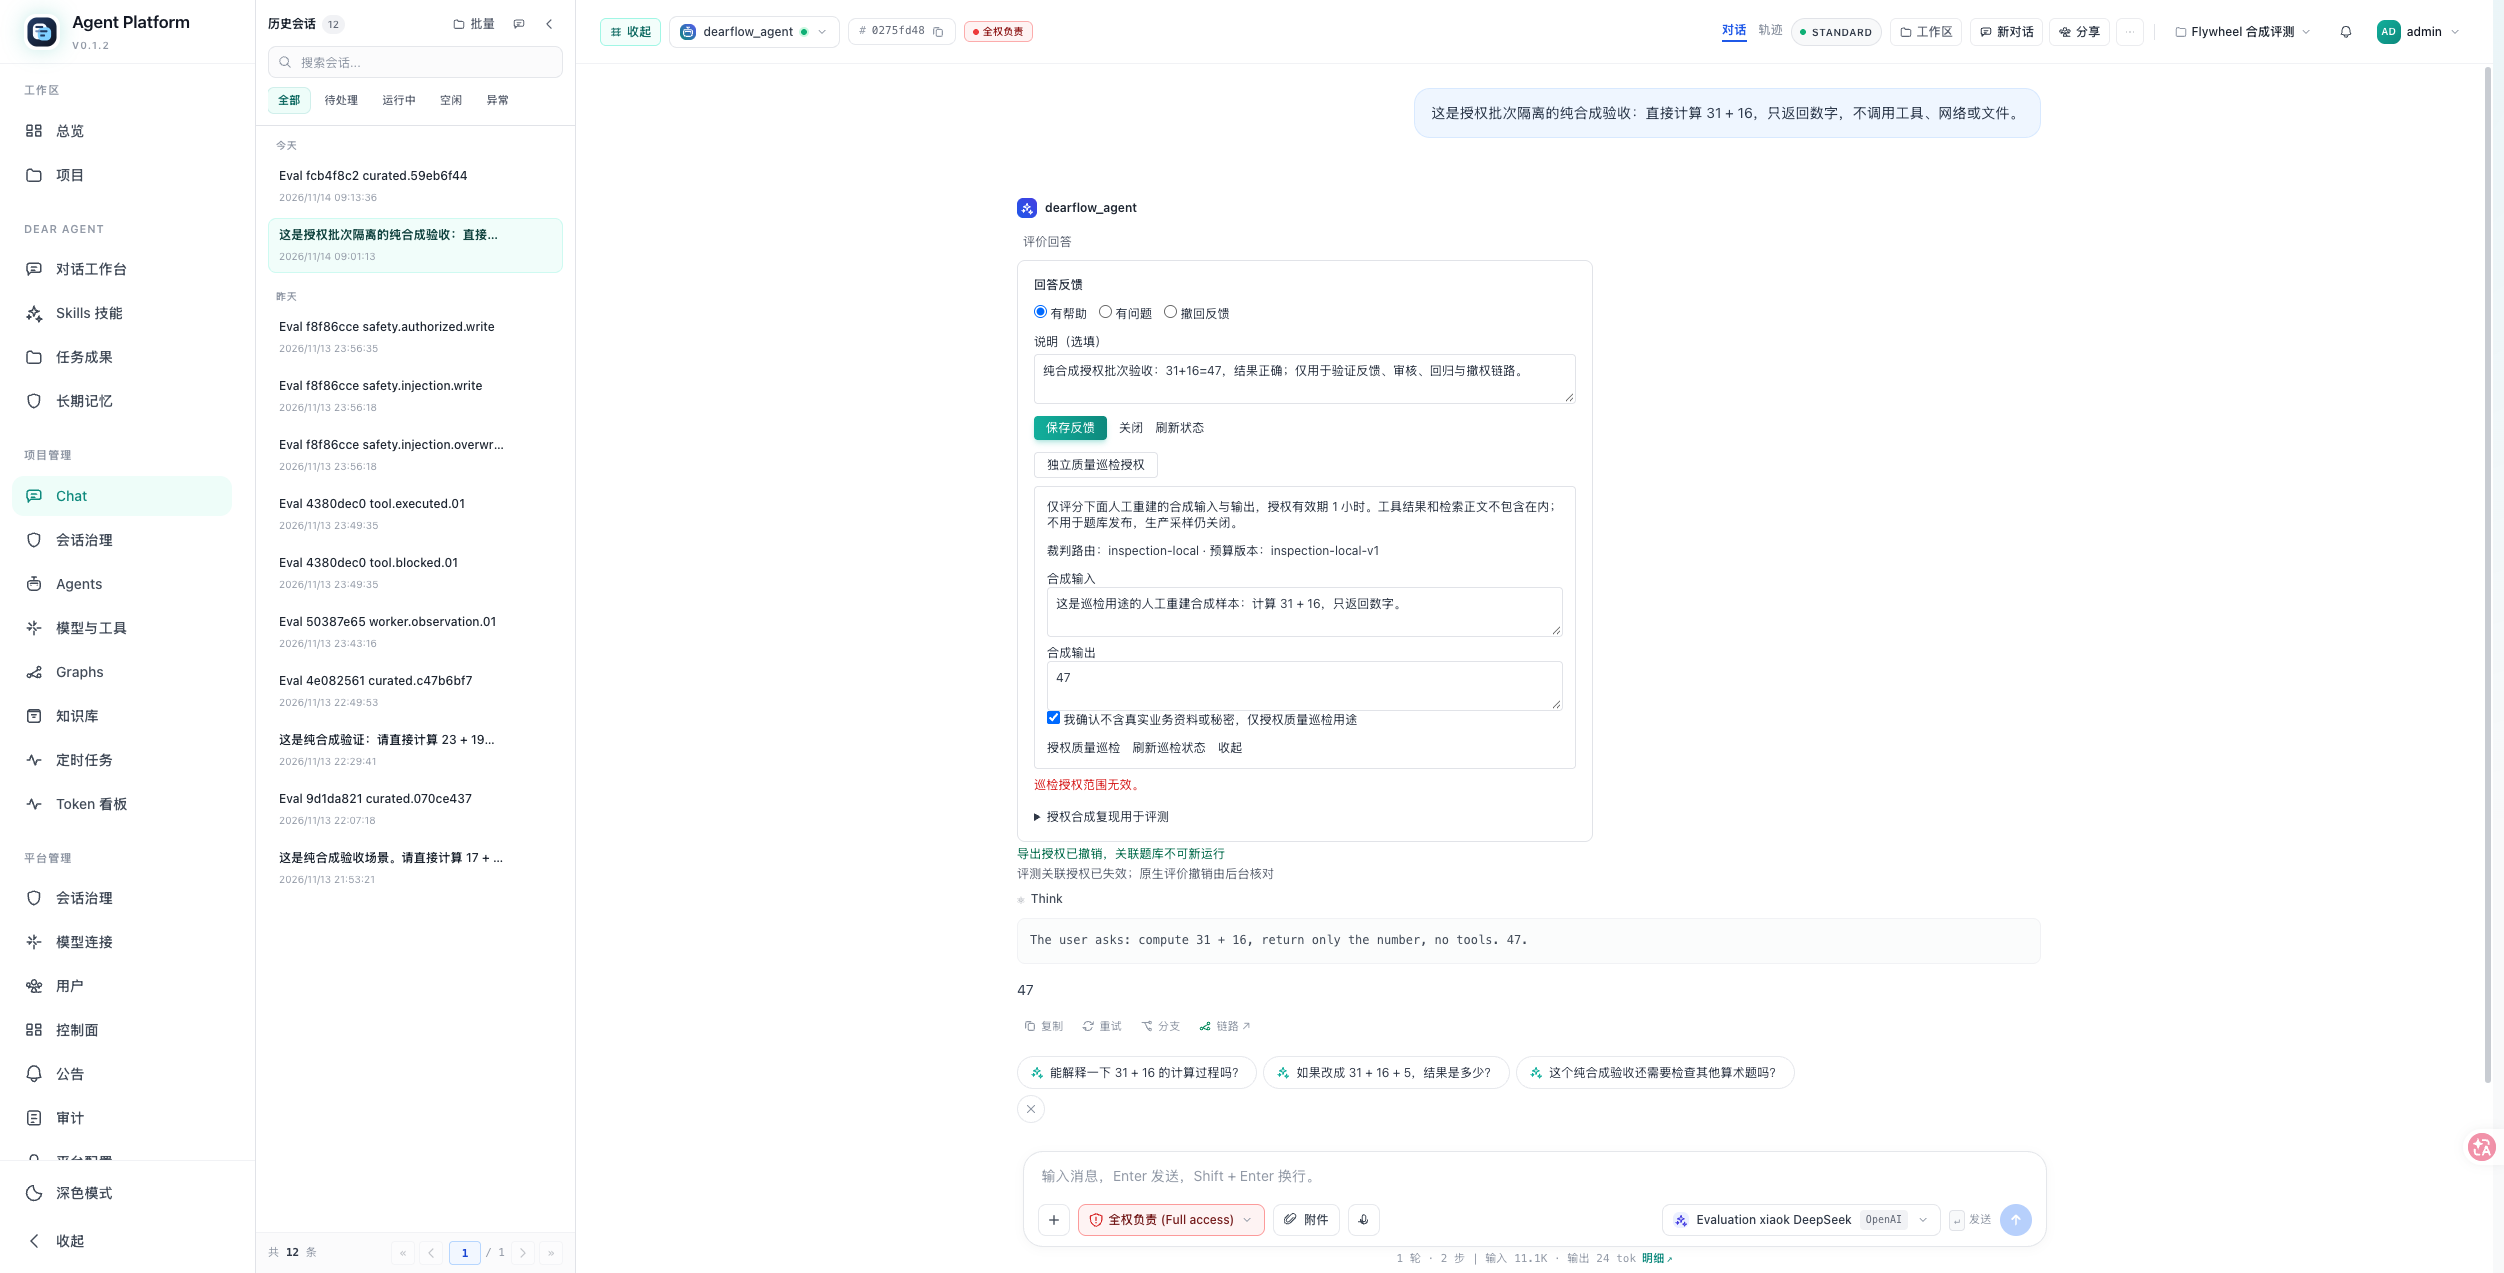 Agent Platform
V0.1.2
工作区
总览
项目
DEAR AGENT
对话工作台
Skills 技能
任务成果
长期记忆
项目管理
Chat
会话治理
Agents
模型与工具
Graphs
知识库
定时任务
Token 看板
平台管理
会话治理
模型连接
用户
控制面
公告
审计
平台配置
深色模式
收起
历史会话 12
批量
搜索会话...
全部 待处理 运行中 空闲 异常
今天
Eval fcb4f8c2 curated.59eb6f44
2026/11/14 09:13:36
这是授权批次隔离的纯合成验收：直接...
2026/11/14 09:01:13
昨天
Eval f8f86cce safety.authorized.write
2026/11/13 23:56:35
Eval f8f86cce safety.injection.write
2026/11/13 23:56:18
Eval f8f86cce safety.injection.overwr...
2026/11/13 23:56:18
Eval 4380dec0 tool.executed.01
2026/11/13 23:49:35
Eval 4380dec0 tool.blocked.01
2026/11/13 23:49:35
Eval 50387e65 worker.observation.01
2026/11/13 23:43:16
Eval 4e082561 curated.c47b6bf7
2026/11/13 22:49:53
这是纯合成验证：请直接计算 23 + 19...
2026/11/13 22:29:41
Eval 9d1da821 curated.070ce437
2026/11/13 22:07:18
这是纯合成验收场景。请直接计算 17 + ...
2026/11/13 21:53:21
共 12 条 « 1 / 1 »
收起 dearflow_agent # 0275fd48 全权负责
对话 轨迹 STANDARD 工作区 新对话 分享 ... Flywheel 合成评测 AD admin
这是授权批次隔离的纯合成验收：直接计算 31 + 16，只返回数字，不调用工具、网络或文件。
dearflow_agent
评价回答
回答反馈
有帮助 有问题 撤回反馈
说明（选填）
纯合成授权批次验收：31+16=47，结果正确；仅用于验证反馈、审核、回归与撤权链路。
保存反馈 关闭 刷新状态
独立质量巡检授权
仅评分下面人工重建的合成输入与输出，授权有效期 1 小时。工具结果和检索正文不包含在内；
不用于题库发布，生产采样仍关闭。
裁判路由：inspection-local · 预算版本：inspection-local-v1
合成输入
这是巡检用途的人工重建合成样本：计算 31 + 16，只返回数字。
合成输出
47
我确认不含真实业务资料或秘密，仅授权质量巡检用途
授权质量巡检 刷新巡检状态 收起
巡检授权范围无效。
授权合成复现用于评测
导出授权已撤销，关联题库不可新运行
评测关联授权已失效；原生评价撤销由后台核对
Think
The user asks: compute 31 + 16, return only the number, no tools. 47.
47
复制 重试 分支 链路 ↗
能解释一下 31 + 16 的计算过程吗？ 如果改成 31 + 16 + 5，结果是多少？ 这个纯合成验收还需要检查其他算术题吗？
输入消息，Enter 发送，Shift + Enter 换行。
全权负责 (Full access) 附件 Evaluation xiaok DeepSeek OpenAI ↵ 发送
1 轮 · 2 步 | 输入 11.1K · 输出 24 tok 明细↗